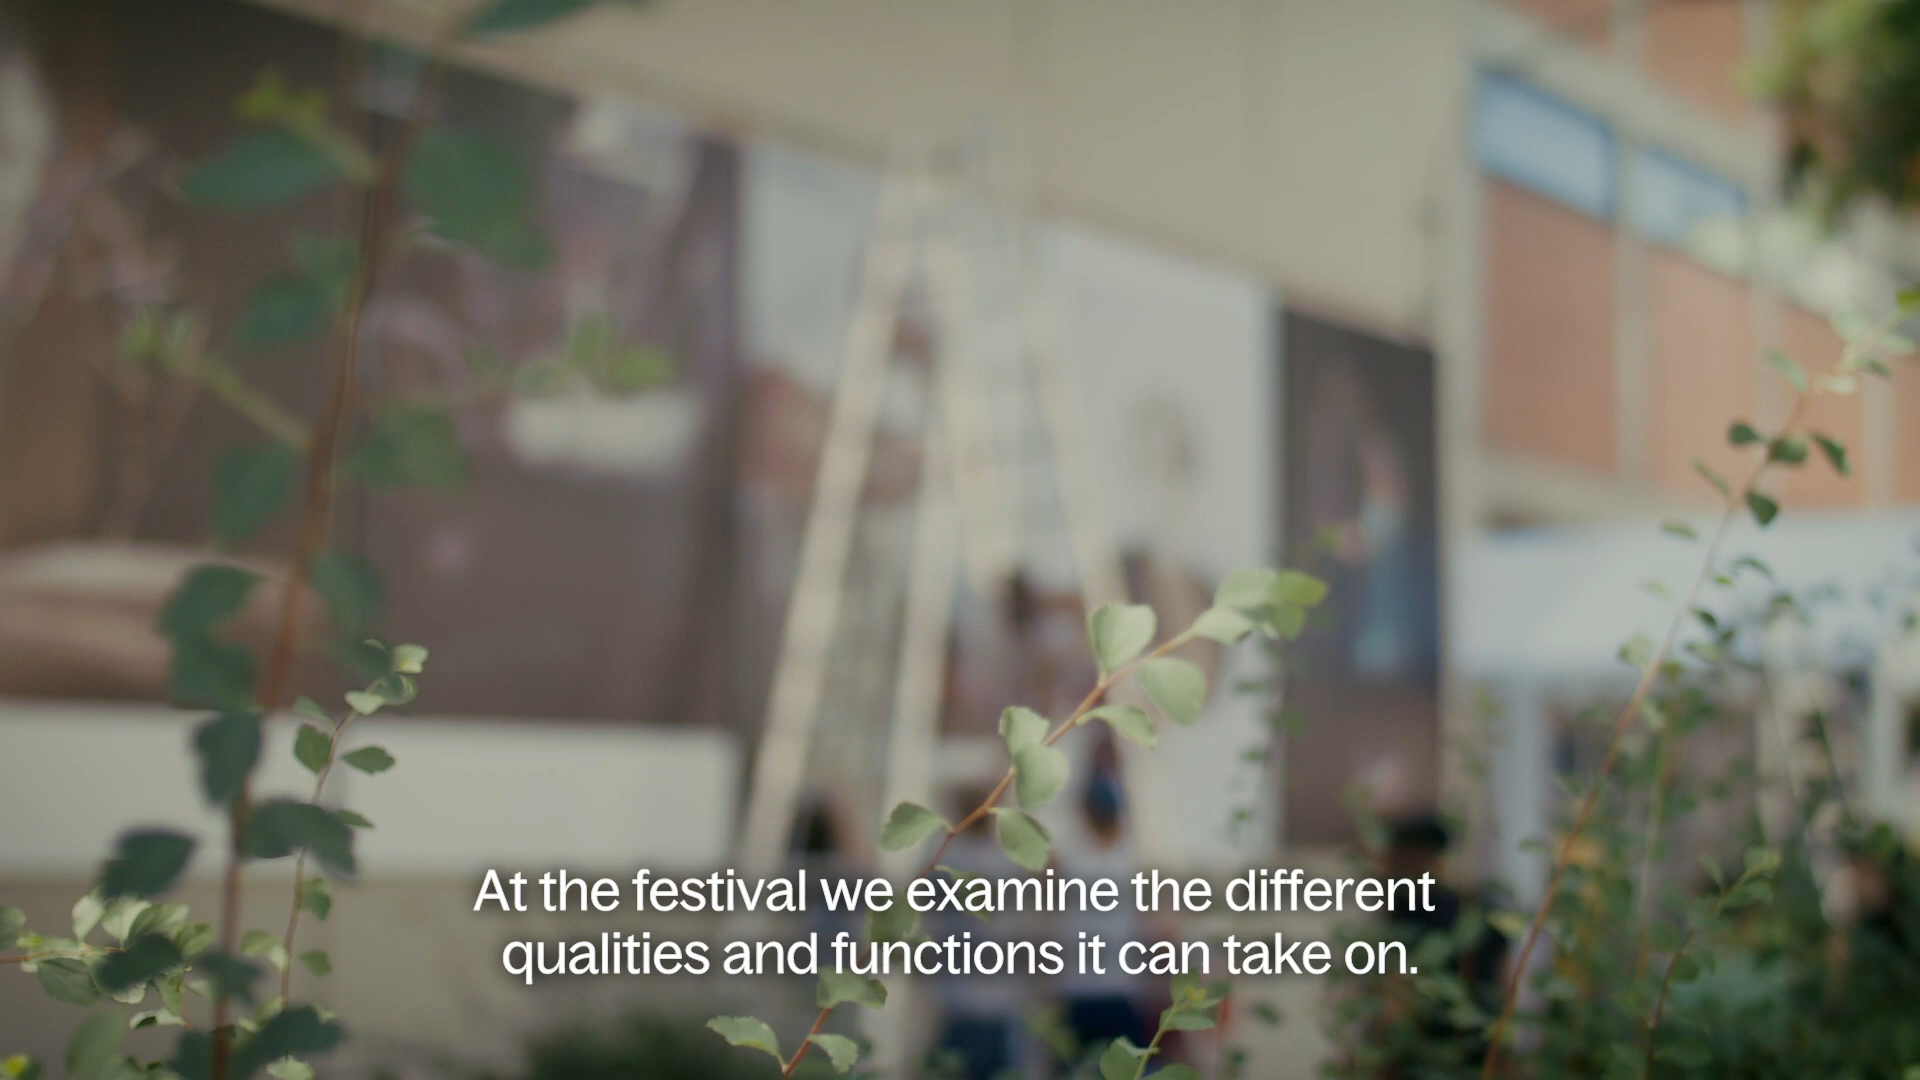 At the festival we examine the different
qualities and functions it can take on.